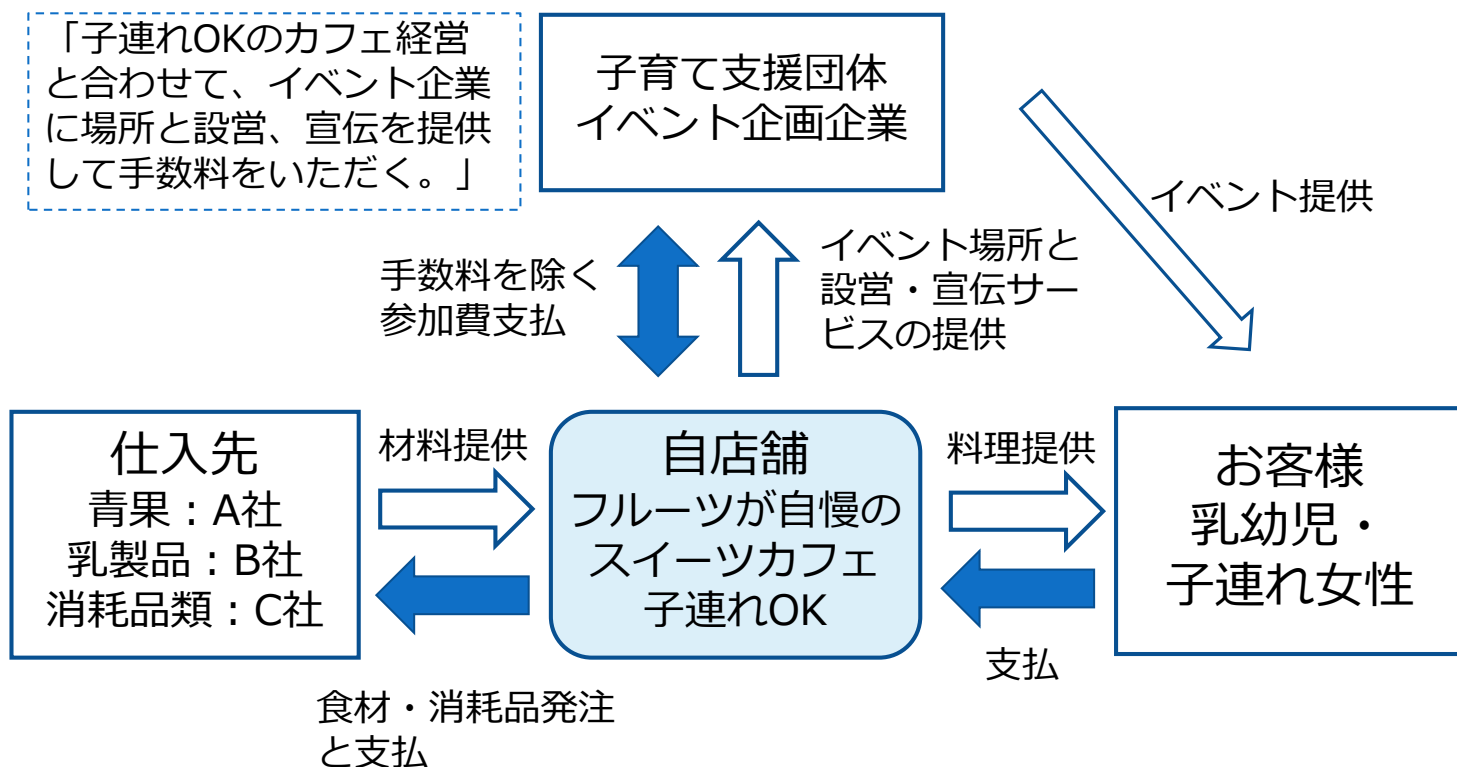 「子連れOKのカフェ経営
と合わせて、イベント企業
に場所と設営、宣伝を提供
して手数料をいただく。」
子育て支援団体
イベント企画企業
イベント提供
手数料を除く
参加費支払
イベント場所と
設営・宣伝サー
ビスの提供
仕入先
青果：A社
乳製品：B社
消耗品類：C社
材料提供
自店舗
フルーツが自慢の
スイーツカフェ
子連れOK
料理提供
お客様
乳幼児・
子連れ女性
支払
食材・消耗品発注
と支払